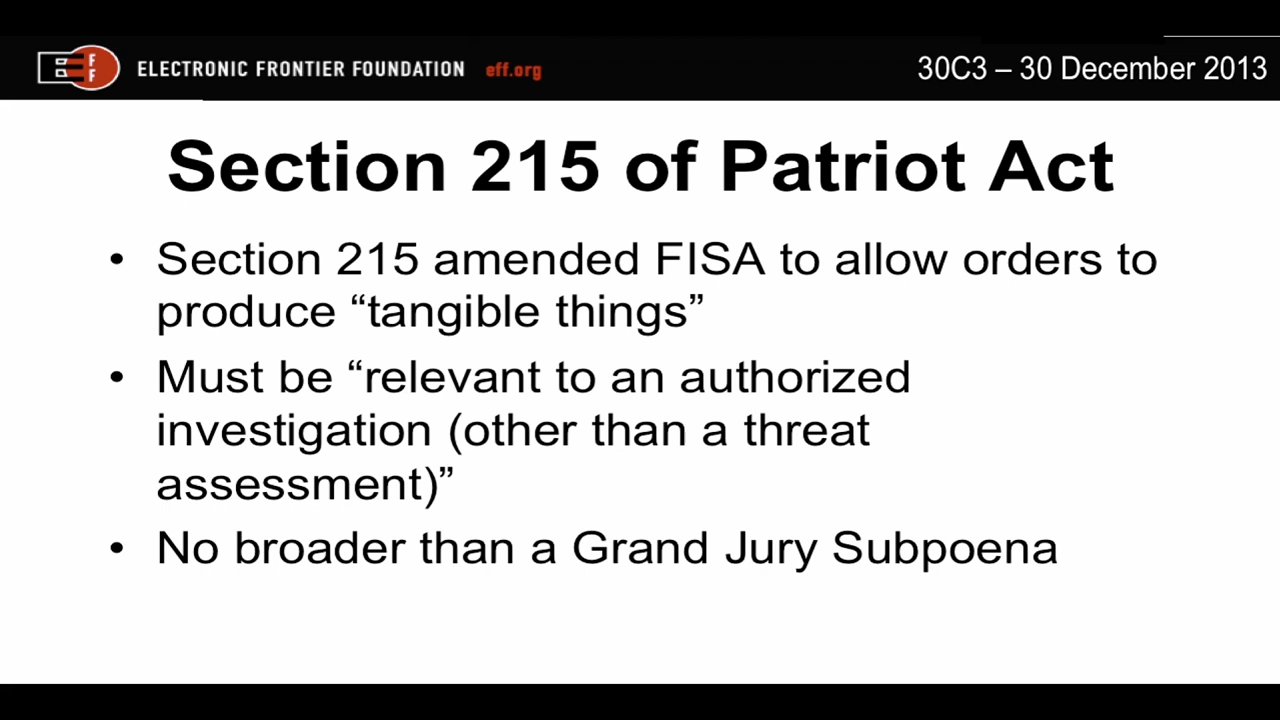 EFF
ELECTRONIC FRONTIER FOUNDATION eff.org
30C3 – 30 December 2013
Section 215 of Patriot Act
• Section 215 amended FISA to allow orders to
produce “tangible things”
• Must be “relevant to an authorized
investigation (other than a threat
assessment)”
• No broader than a Grand Jury Subpoena